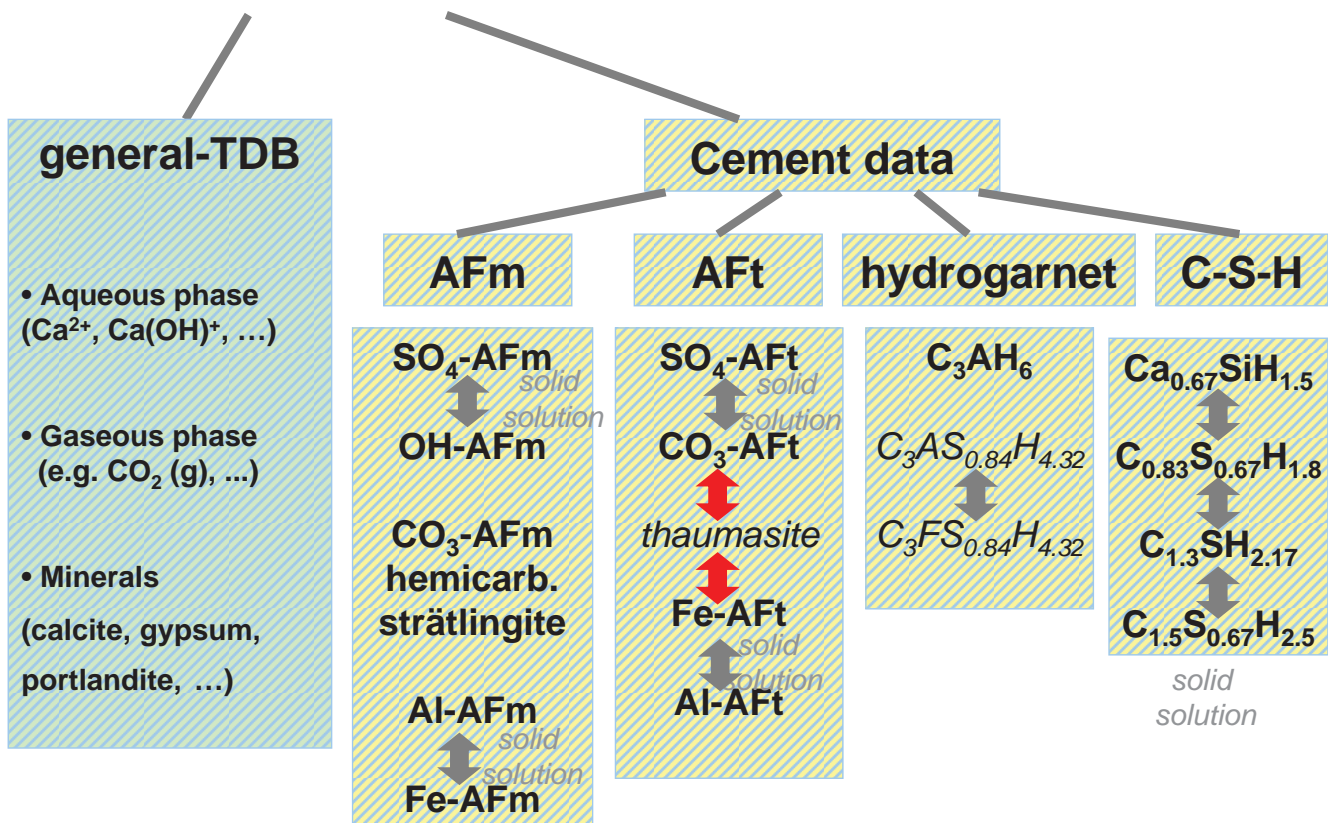 general-TDB
• Aqueous phase
(Ca²⁺, Ca(OH)⁺, …)
• Gaseous phase
(e.g. CO₂ (g), ...)
• Minerals
(calcite, gypsum,
portlandite, …)
Cement data
AFm
SO₄-AFm
solid
solution
OH-AFm
CO₃-AFm
hemicarb.
strätlingite
Al-AFm
solid
solution
Fe-AFm
AFt
SO₄-AFt
solid
solution
CO₃-AFt
thaumasite
Fe-AFt
solid
solution
Al-AFt
hydrogarnet
C₃AH₆
C₃AS₀.₈₄H₄.₃₂
C₃FS₀.₈₄H₄.₃₂
C-S-H
Ca₀.₆₇SiH₁.₅
C₀.₈₃S₀.₆₇H₁.₈
C₁.₃SH₂.₁₇
C₁.₅S₀.₆₇H₂.₅
solid
solution